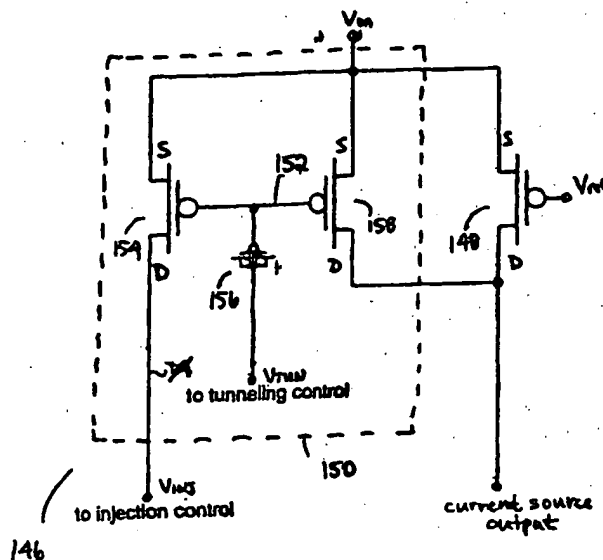 VDD
S
S
S
152
154
158
148
Vref
D
D
D
156
VTUN
to tunneling control
150
VINJ
to injection control
current source
output
146